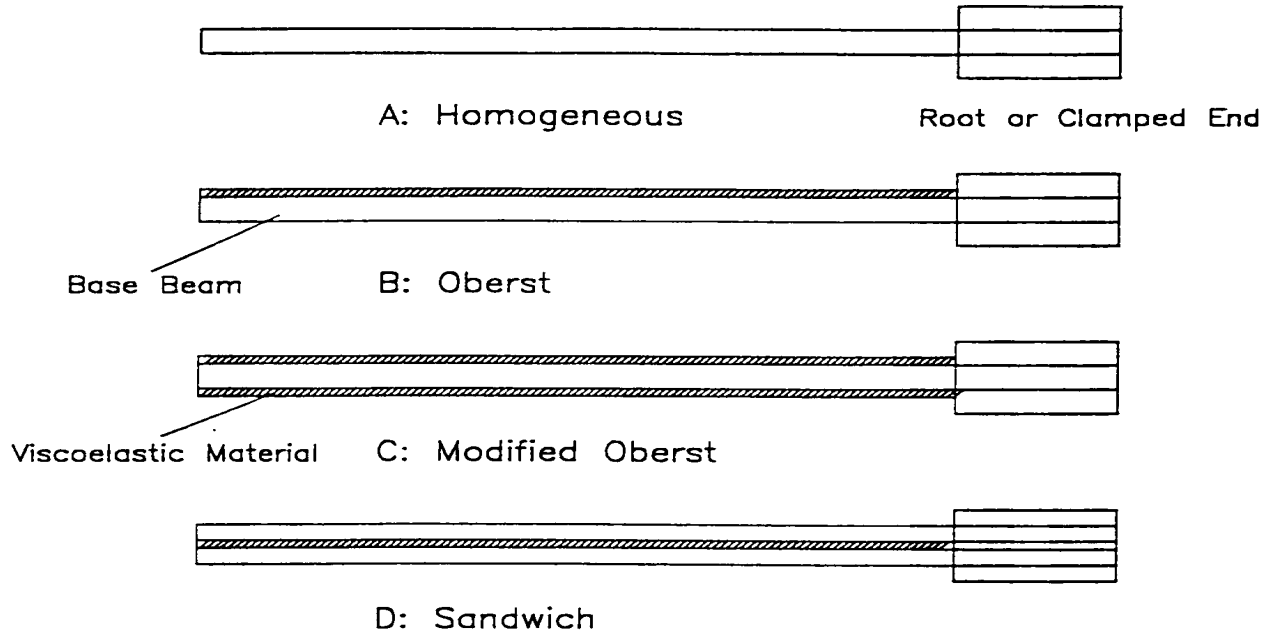 A: Homogeneous
Root or Clamped End
Base Beam
B: Oberst
Viscoelastic Material
C: Modified Oberst
D: Sandwich